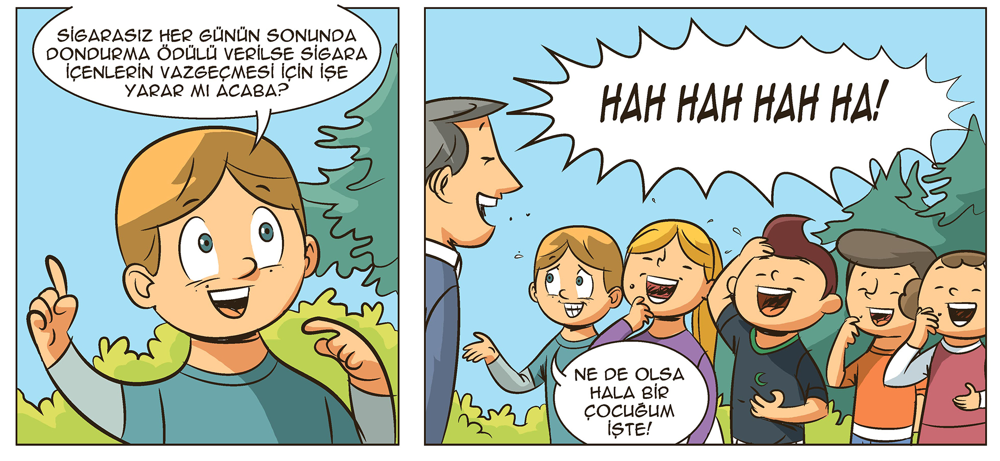 SİGARASIZ HER GÜNÜN SONUNDA
DONDURMA ÖDÜLÜ VERİLSE SİGARA
İÇENLERİN VAZGEÇMESİ İÇİN İŞE
YARAR MI ACABA?
HAH HAH HAH HA!
NE DE OLSA
HALA BİR
ÇOCUĞUM
İŞTE!